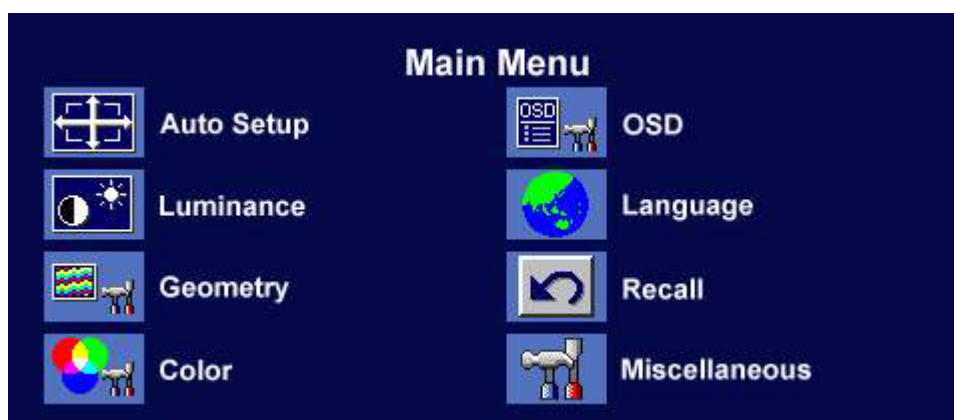 Main Menu
Auto Setup
OSD
OSD
Luminance
Language
Geometry
Recall
Color
Miscellaneous